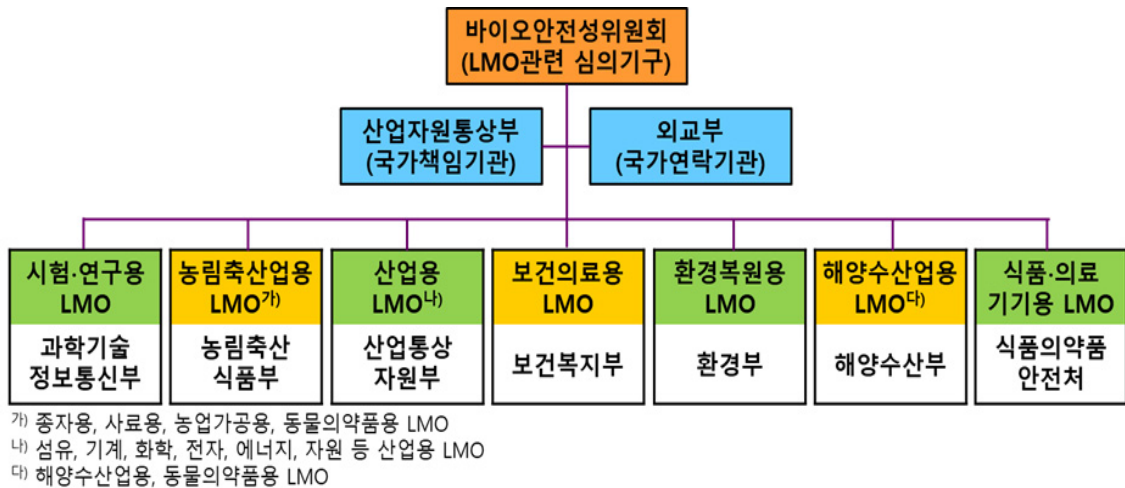 바이오안전성위원회
(LMO관련 심의기구)
산업자원통상부
(국가책임기관)
외교부
(국가연락기관)
시험·연구용
LMO
과학기술
정보통신부
농림축산업용
LMO가)
농림축산
식품부
산업용
LMO나)
산업통상
자원부
보건의료용
LMO
보건복지부
환경복원용
LMO
환경부
해양수산업용
LMO다)
해양수산부
식품·의료
기기용 LMO
식품의약품
안전처
가) 종자용, 사료용, 농업가공용, 동물의약품용 LMO
나) 섬유, 기계, 화학, 전자, 에너지, 자원 등 산업용 LMO
다) 해양수산업용, 동물의약품용 LMO